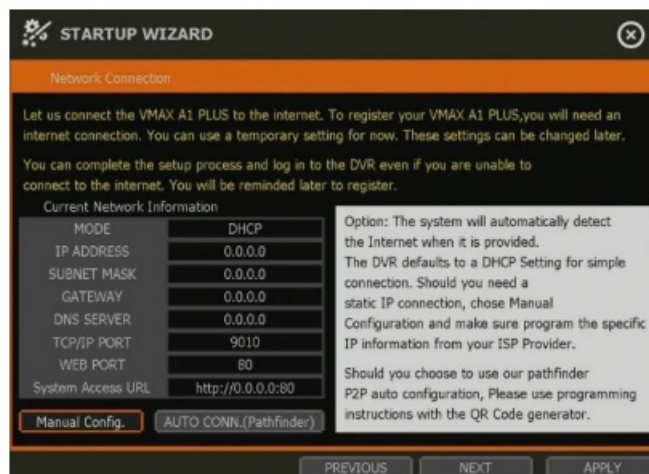 STARTUP WIZARD
Network Connection
Let us connect the VMAX A1 PLUS to the internet. To register your VMAX A1 PLUS,you will need an
internet connection. You can use a temporary setting for now. These settings can be changed later.
You can complete the setup process and log in to the DVR even if you are unable to
connect to the internet. You will be reminded later to register.
Current Network Information
MODE DHCP
IP ADDRESS 0.0.0.0
SUBNET MASK 0.0.0.0
GATEWAY 0.0.0.0
DNS SERVER 0.0.0.0
TCP/IP PORT 9010
WEB PORT 80
System Access URL http://0.0.0.0:80
Manual Config. AUTO CONN.(Pathfinder)
Option: The system will automatically detect
the Internet when it is provided.
The DVR defaults to a DHCP Setting for simple
connection. Should you need a
static IP connection, chose Manual
Configuration and make sure program the specific
IP information from your ISP Provider.
Should you choose to use our pathfinder
P2P auto configuration, Please use programming
instructions with the QR Code generator.
PREVIOUS NEXT APPLY